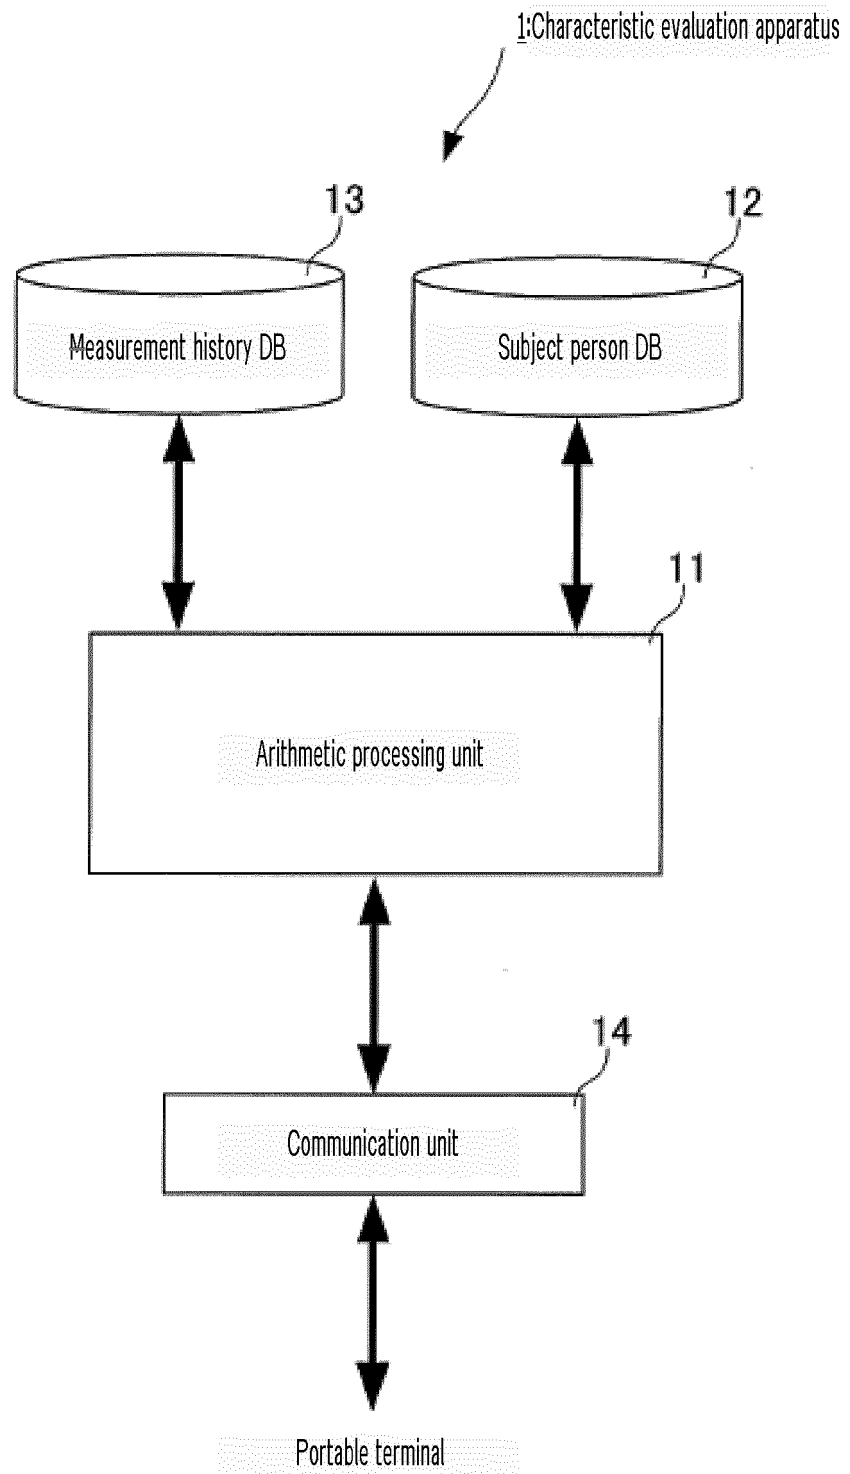 1:Characteristic evaluation apparatus
13
12
Measurement history DB
Subject person DB
11
Arithmetic processing unit
14
Communication unit
Portable terminal